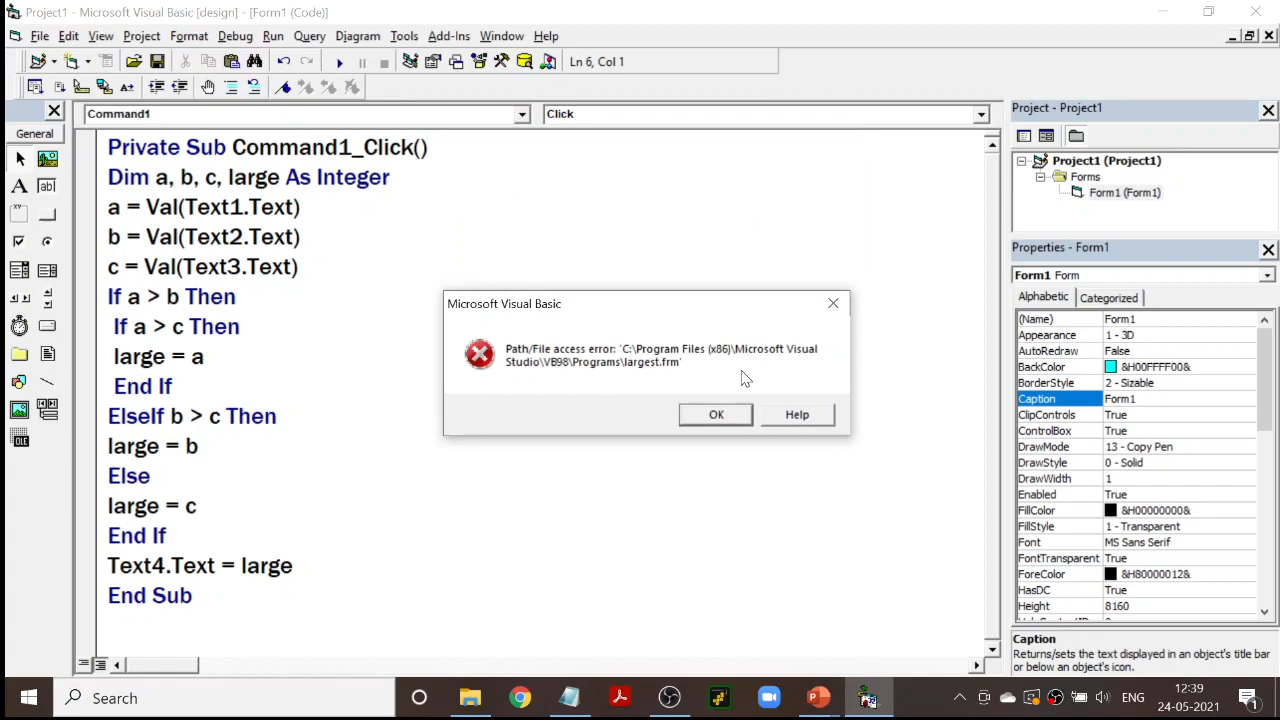 Project1 - Microsoft Visual Basic [design] - [Form1 (Code)]
File Edit View Project Format Debug Run Query Diagram Tools Add-Ins Window Help
Ln 6, Col 1
General
Command1
Click
Private Sub Command1_Click()
Dim a, b, c, large As Integer
a = Val(Text1.Text)
b = Val(Text2.Text)
c = Val(Text3.Text)
If a > b Then
If a > c Then
large = a
End If
ElseIf b > c Then
large = b
Else
large = c
End If
Text4.Text = large
End Sub
Microsoft Visual Basic
Path/File access error: 'C:\Program Files (x86)\Microsoft Visual
Studio\VB98\Programs\largest.frm'
OK
Help
Project - Project1
Project1 (Project1)
Forms
Form1 (Form1)
Properties - Form1
Form1 Form
Alphabetic Categorized
(Name) Form1
Appearance 1 - 3D
AutoRedraw False
BackColor &H00FFFF00&
BorderStyle 2 - Sizable
Caption Form1
ClipControls True
ControlBox True
DrawMode 13 - Copy Pen
DrawStyle 0 - Solid
DrawWidth 1
Enabled True
FillColor &H00000000&
FillStyle 1 - Transparent
Font MS Sans Serif
FontTransparent True
ForeColor &H80000012&
HasDC True
Height 8160
Caption
Returns/sets the text displayed in an object's title bar
or below an object's icon.
Search
ENG
12:39
24-05-2021
1